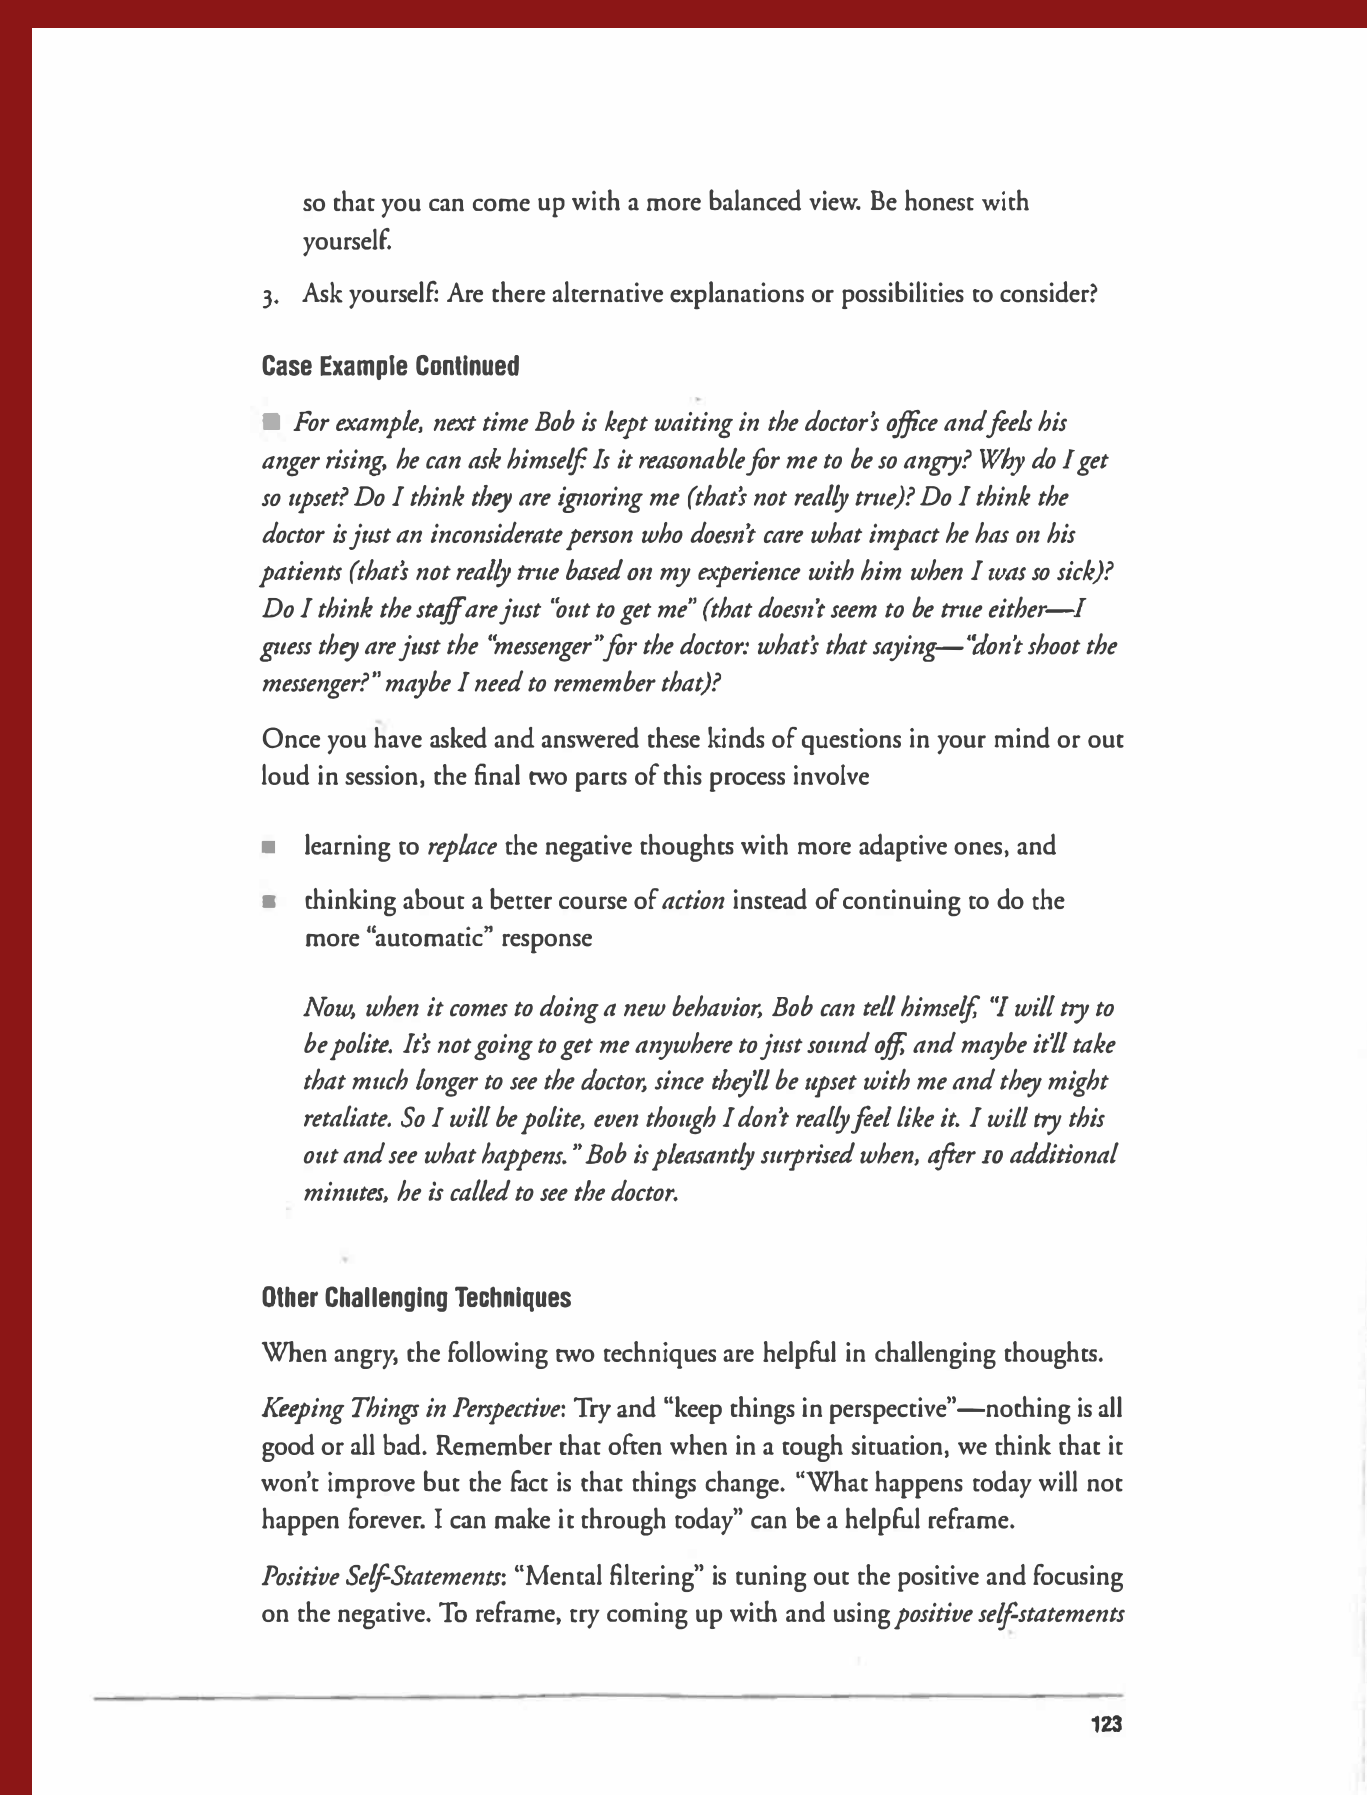 so that you can come up with a more balanced view. Be honest with
yourself.
3. Ask yourself: Are there alternative explanations or possibilities to consider?
Case Example Continued
For example, next time Bob is kept waiting in the doctor's office and feels his
anger rising, he can ask himself: Is it reasonable for me to be so angry? Why do I get
so upset? Do I think they are ignoring me (that's not really true)? Do I think the
doctor is just an inconsiderate person who doesn't care what impact he has on his
patients (that's not really true based on my experience with him when I was so sick)?
Do I think the staff are just "out to get me" (that doesn't seem to be true either—I
guess they are just the "messenger" for the doctor: what's that saying—"don't shoot the
messenger?" maybe I need to remember that)?
Once you have asked and answered these kinds of questions in your mind or out
loud in session, the final two parts of this process involve
■ learning to replace the negative thoughts with more adaptive ones, and
■ thinking about a better course of action instead of continuing to do the
more "automatic" response
Now, when it comes to doing a new behavior, Bob can tell himself, "I will try to
be polite. It's not going to get me anywhere to just sound off, and maybe it'll take
that much longer to see the doctor, since they'll be upset with me and they might
retaliate. So I will be polite, even though I don't really feel like it. I will try this
out and see what happens." Bob is pleasantly surprised when, after 10 additional
minutes, he is called to see the doctor.
Other Challenging Techniques
When angry, the following two techniques are helpful in challenging thoughts.
Keeping Things in Perspective: Try and "keep things in perspective"—nothing is all
good or all bad. Remember that often when in a tough situation, we think that it
won't improve but the fact is that things change. "What happens today will not
happen forever. I can make it through today" can be a helpful reframe.
Positive Self-Statements: "Mental filtering" is tuning out the positive and focusing
on the negative. To reframe, try coming up with and using positive self-statements
123